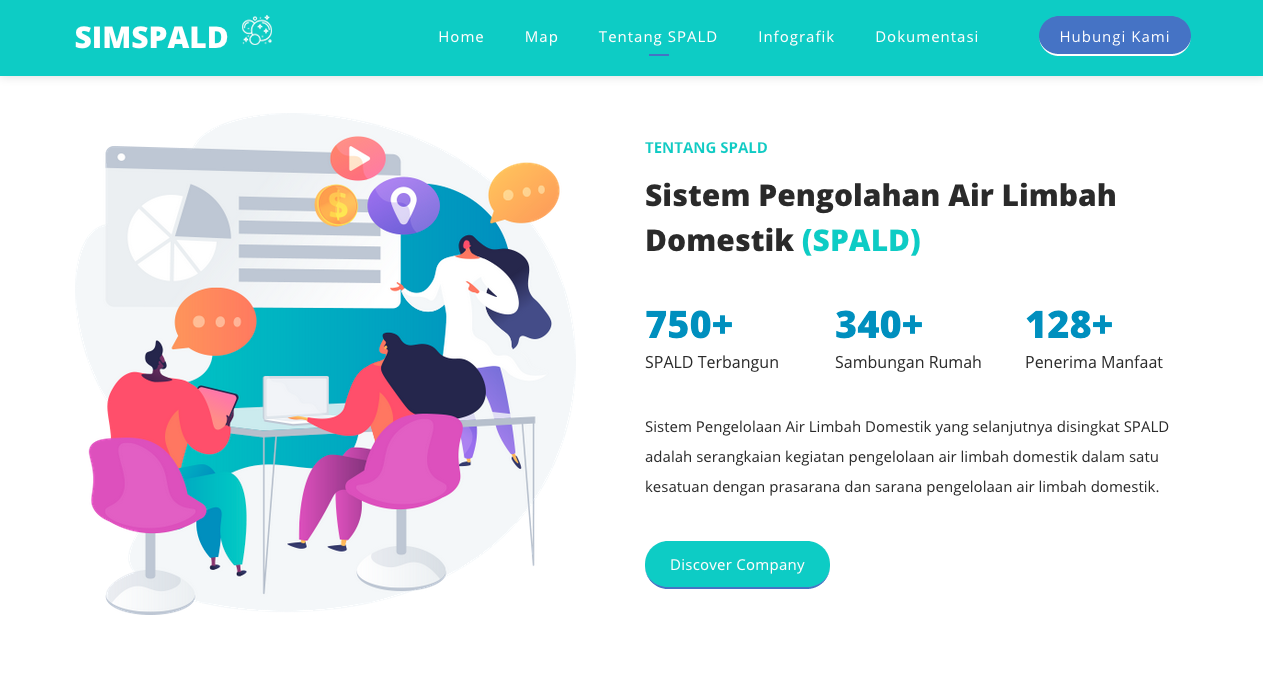 SIMSPALD
Home Map Tentang SPALD Infografik Dokumentasi Hubungi Kami
TENTANG SPALD
Sistem Pengolahan Air Limbah
Domestik (SPALD)
750+ 340+ 128+
SPALD Terbangun Sambungan Rumah Penerima Manfaat
Sistem Pengelolaan Air Limbah Domestik yang selanjutnya disingkat SPALD
adalah serangkaian kegiatan pengelolaan air limbah domestik dalam satu
kesatuan dengan prasarana dan sarana pengelolaan air limbah domestik.
Discover Company
$